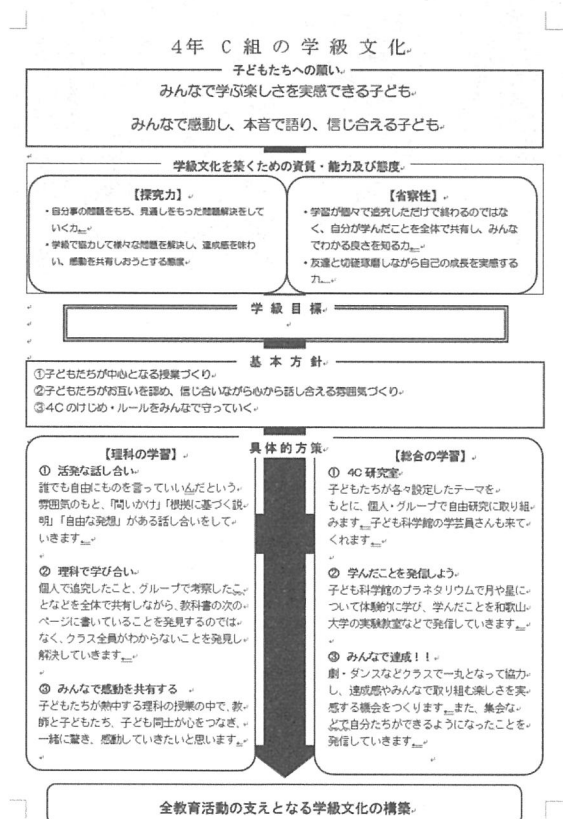 4年 C 組の学級文化
子どもたちへの願い
みんなで学ぶ楽しさを実感できる子ども
みんなで感動し、本音で語り、信じ合える子ども
学級文化を築くための資質・能力及び態度
【探究力】
・自分事の問題をもち、見通しをもった問題解決をして
いく力。
・学級で協力して様々な問題を解決し、達成感を味わ
い、感動を共有しおうとする態度
【省察性】
・学習が個々で追究しただけで終わるのではな
く、自分が学んだことを全体で共有し、みんな
でわかる良さを知る力。
・友達と切磋琢磨しながら自己の成長を実感する
力。
学 級 目 標
基 本 方 針
①子どもたちが中心となる授業づくり
②子どもたちがお互いを認め、信じ合いながら心から話し合える雰囲気づくり
③4Cのけじめ・ルールをみんなで守っていく
具体的方策
【理科の学習】
① 活発な話し合い
誰でも自由にものを言っていいんだという
雰囲気のもと、「問いかけ」「根拠に基づく説
明」「自由な発想」がある話し合いをして
いきます。
② 理科で学び合い
個人で追究したこと、グループで考察したこ
となどを全体で共有しながら、教科書の次の
ページに書いていることを発見するのでは
なく、クラス全員がわからないことを発見し
解決していきます。
③ みんなで感動を共有する
子どもたちが熱中する理科の授業の中で、教
師と子どもたち、子ども同士が心をつなぎ、
一緒に驚き、感動していきたいと思います。
【総合の学習】
① 4C 研究室
子どもたちが各々設定したテーマを
もとに、個人・グループで自由研究に取り組
みます。子ども科学館の学芸員さんも来て
くれます。
② 学んだことを発信しよう
子ども科学館のプラネタリウムで月や星に
ついて体験的に学び、学んだことを和歌山
大学の実験教室などで発信していきます。
③ みんなで達成！！
劇・ダンスなどクラスで一丸となって協力
し、達成感やみんなで取り組む楽しさを実
感する機会をつくります。また、集会な
どで自分たちができるようになったことを
発信していきます。
全教育活動の支えとなる学級文化の構築